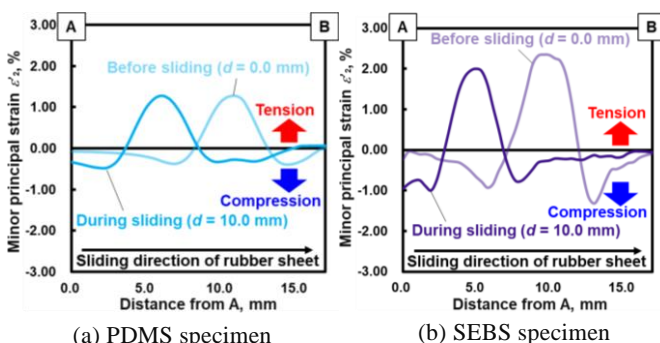 Minor principal strain ε'₂, %
3.00
2.00
1.00
0.00
-1.00
-2.00
-3.00
A
B
Before sliding (d = 0.0 mm)
Tension
Compression
During sliding (d = 10.0 mm)
Sliding direction of rubber sheet
0.0
5.0
10.0
15.0
Distance from A, mm
(a) PDMS specimen
Minor principal strain ε'₂, %
3.00
2.00
1.00
0.00
-1.00
-2.00
-3.00
A
B
Before sliding (d = 0.0 mm)
Tension
Compression
During sliding (d = 10.0 mm)
Sliding direction of rubber sheet
0.0
5.0
10.0
15.0
Distance from A, mm
(b) SEBS specimen